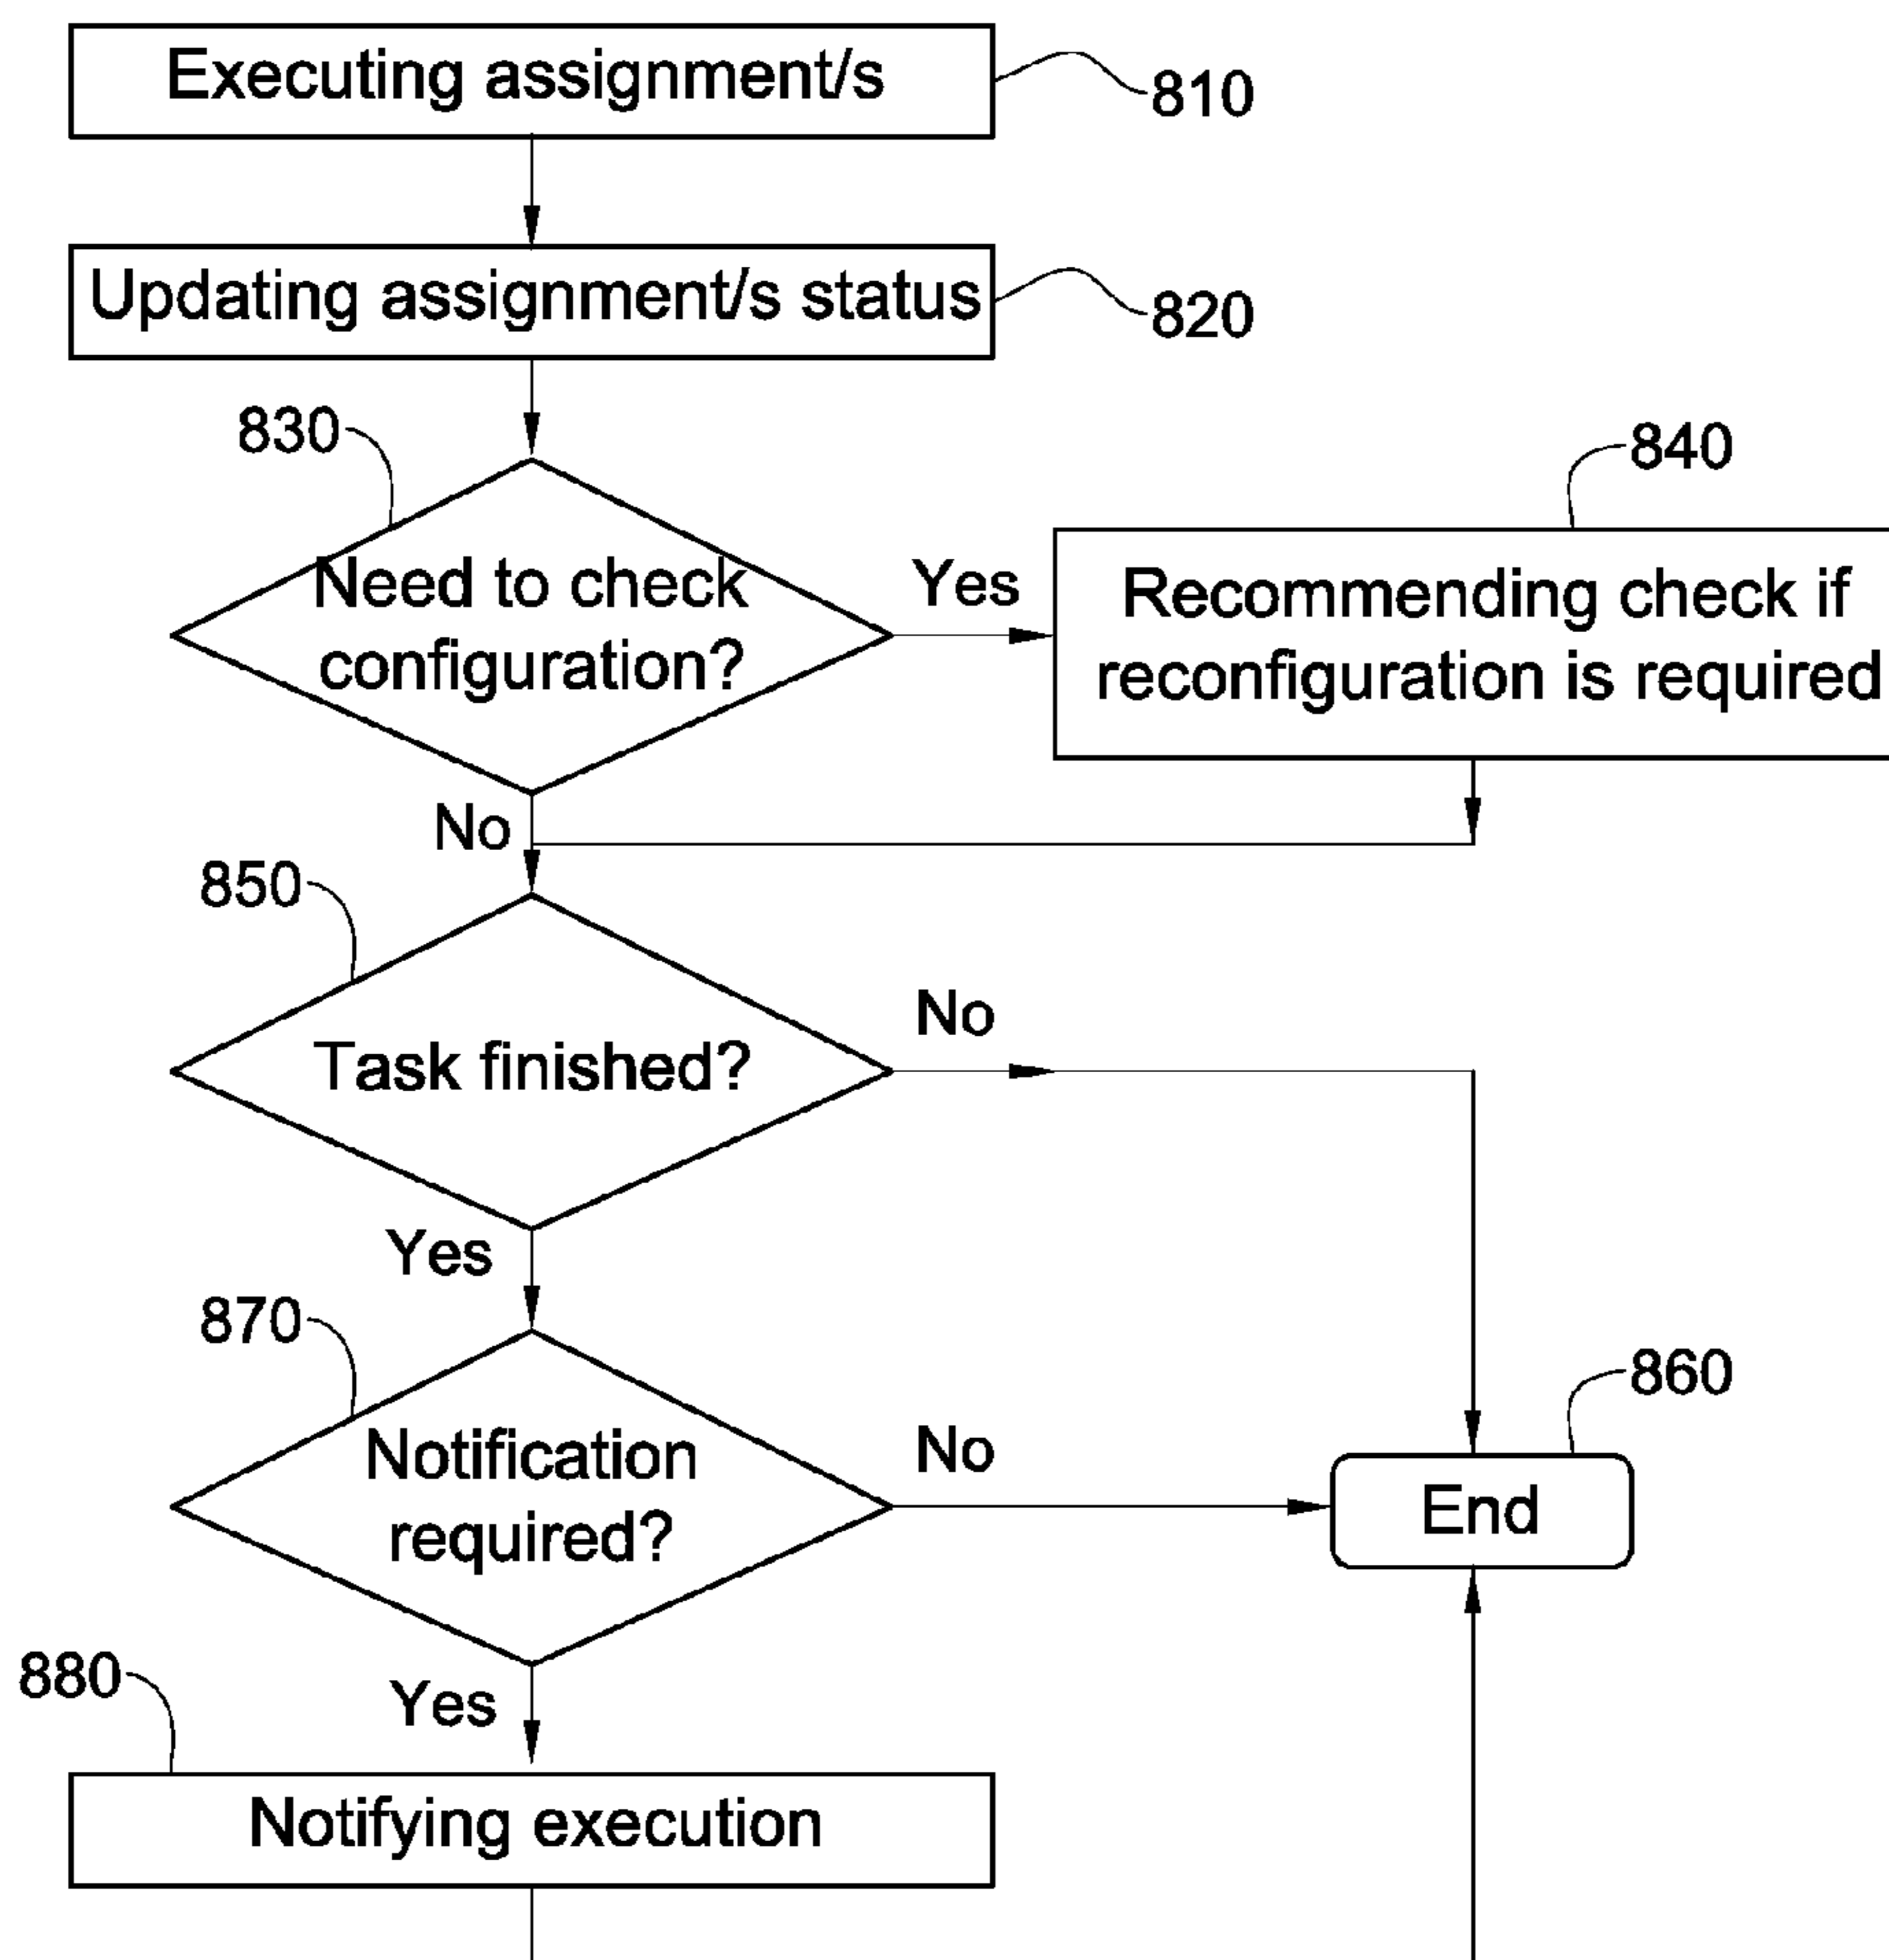 Executing assignment/s
810
Updating assignment/s status
820
830
Need to check
configuration?
Yes
840
Recommending check if
reconfiguration is required
No
850
Task finished?
No
Yes
870
Notification
required?
No
860
End
Yes
880
Notifying execution